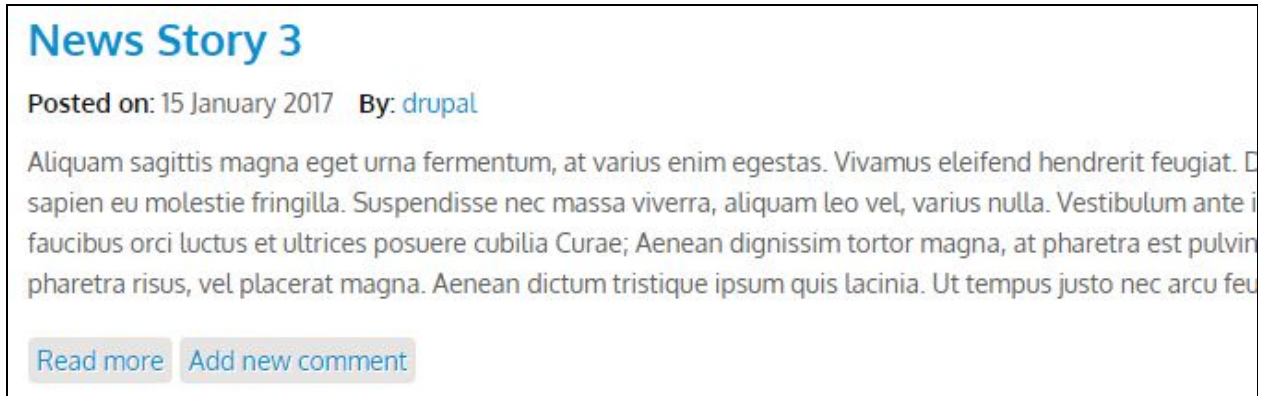 News Story 3
Posted on: 15 January 2017 By: drupal
Aliquam sagittis magna eget urna fermentum, at varius enim egestas. Vivamus eleifend hendrerit feugiat.
sapien eu molestie fringilla. Suspendisse nec massa viverra, aliquam leo vel, varius nulla. Vestibulum ante
faucibus orci luctus et ultrices posuere cubilia Curae; Aenean dignissim tortor magna, at pharetra est
pharetra risus, vel placerat magna. Aenean dictum tristique ipsum quis lacinia. Ut tempus justo nec arcu
Read more Add new comment